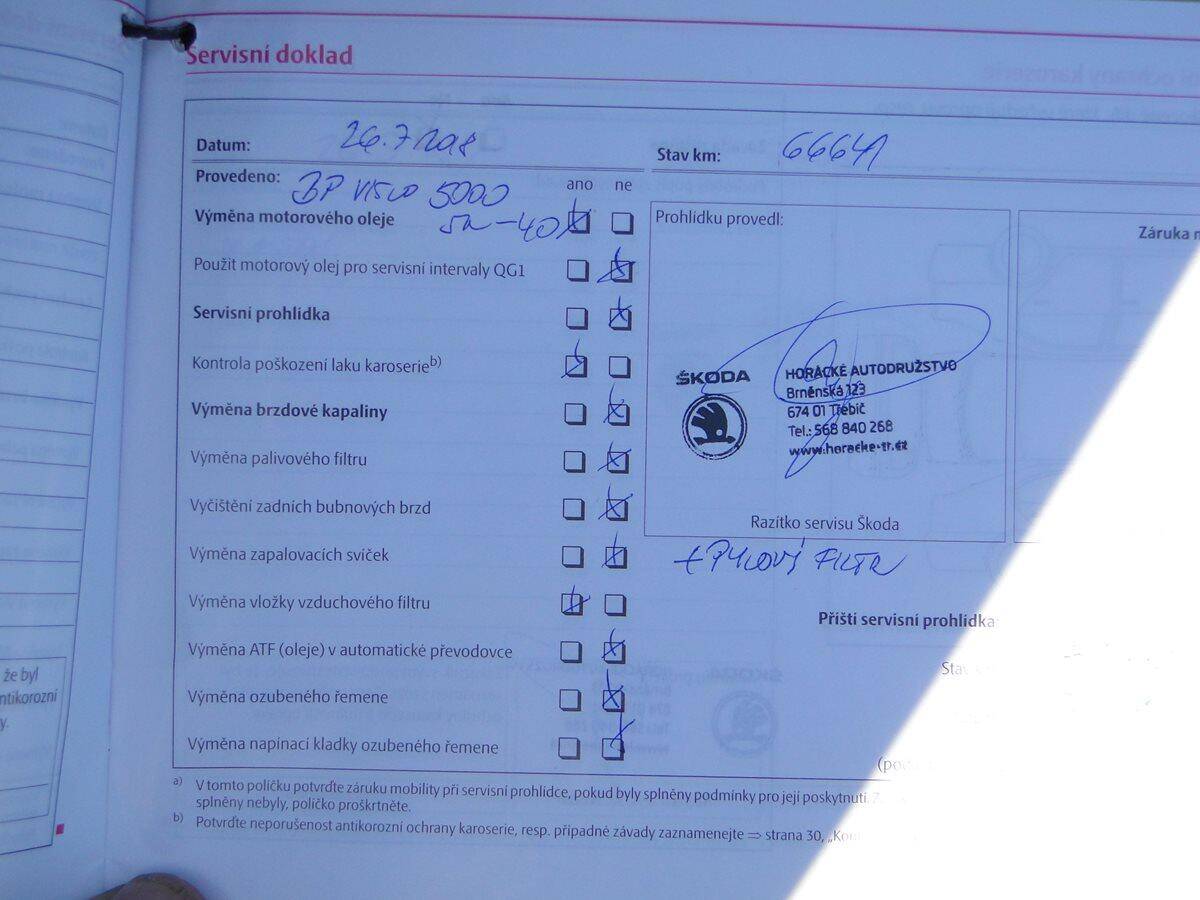 Servisní doklad
Datum: 26.7 2018
Stav km: 66641
Provedeno: BP VISCO 5000
ano ne
Výměna motorového oleje 5W-40
Použit motorový olej pro servisní intervaly QG1
Servisní prohlídka
Kontrola poškození laku karoserie b)
Výměna brzdové kapaliny
Výměna palivového filtru
Vyčištění zadních bubnových brzd
Výměna zapalovacích svíček
Výměna vložky vzduchového filtru
Výměna ATF (oleje) v automatické převodovce
Výměna ozubeného řemene
Výměna napínací kladky ozubeného řemene
Prohlídku provedl:
ŠKODA
HORÁCKÉ AUTODRUŽSTVO
Brněnská 123
674 01 Třebíč
Tel.: 568 840 268
www.horacke-tr.cz
Razítko servisu Škoda
+ PYLOVÝ FILTR
Záruka
Příští servisní prohlídka
Stav
a) V tomto políčku potvrďte záruku mobility při servisní prohlídce, pokud byly splněny podmínky pro její poskytnutí.
splněny nebyly, políčko proškrtněte.
b) Potvrďte neporušenost antikorozní ochrany karoserie, resp. případné závady zaznamenejte ⇒ strana 30,
že byl